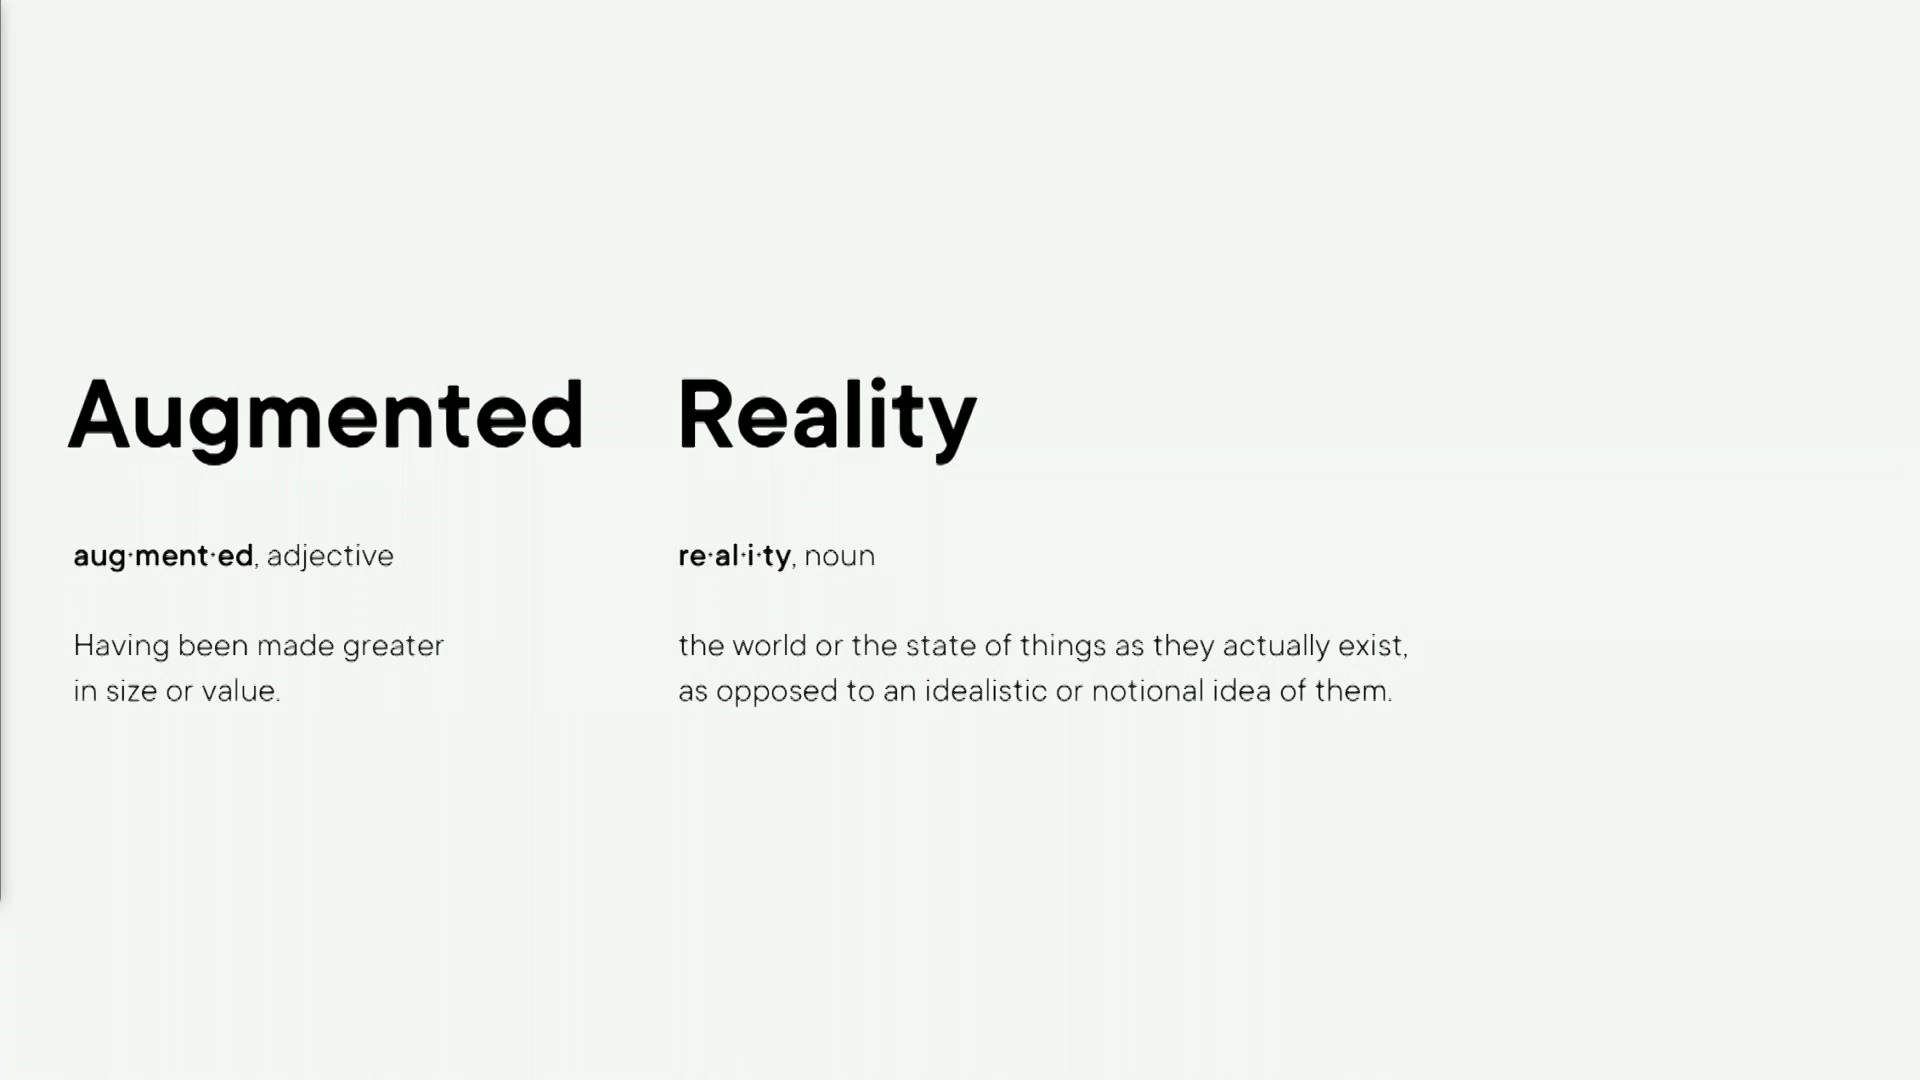 Augmented Reality
aug·ment·ed, adjective
Having been made greater
in size or value.
re·al·i·ty, noun
the world or the state of things as they actually exist,
as opposed to an idealistic or notional idea of them.